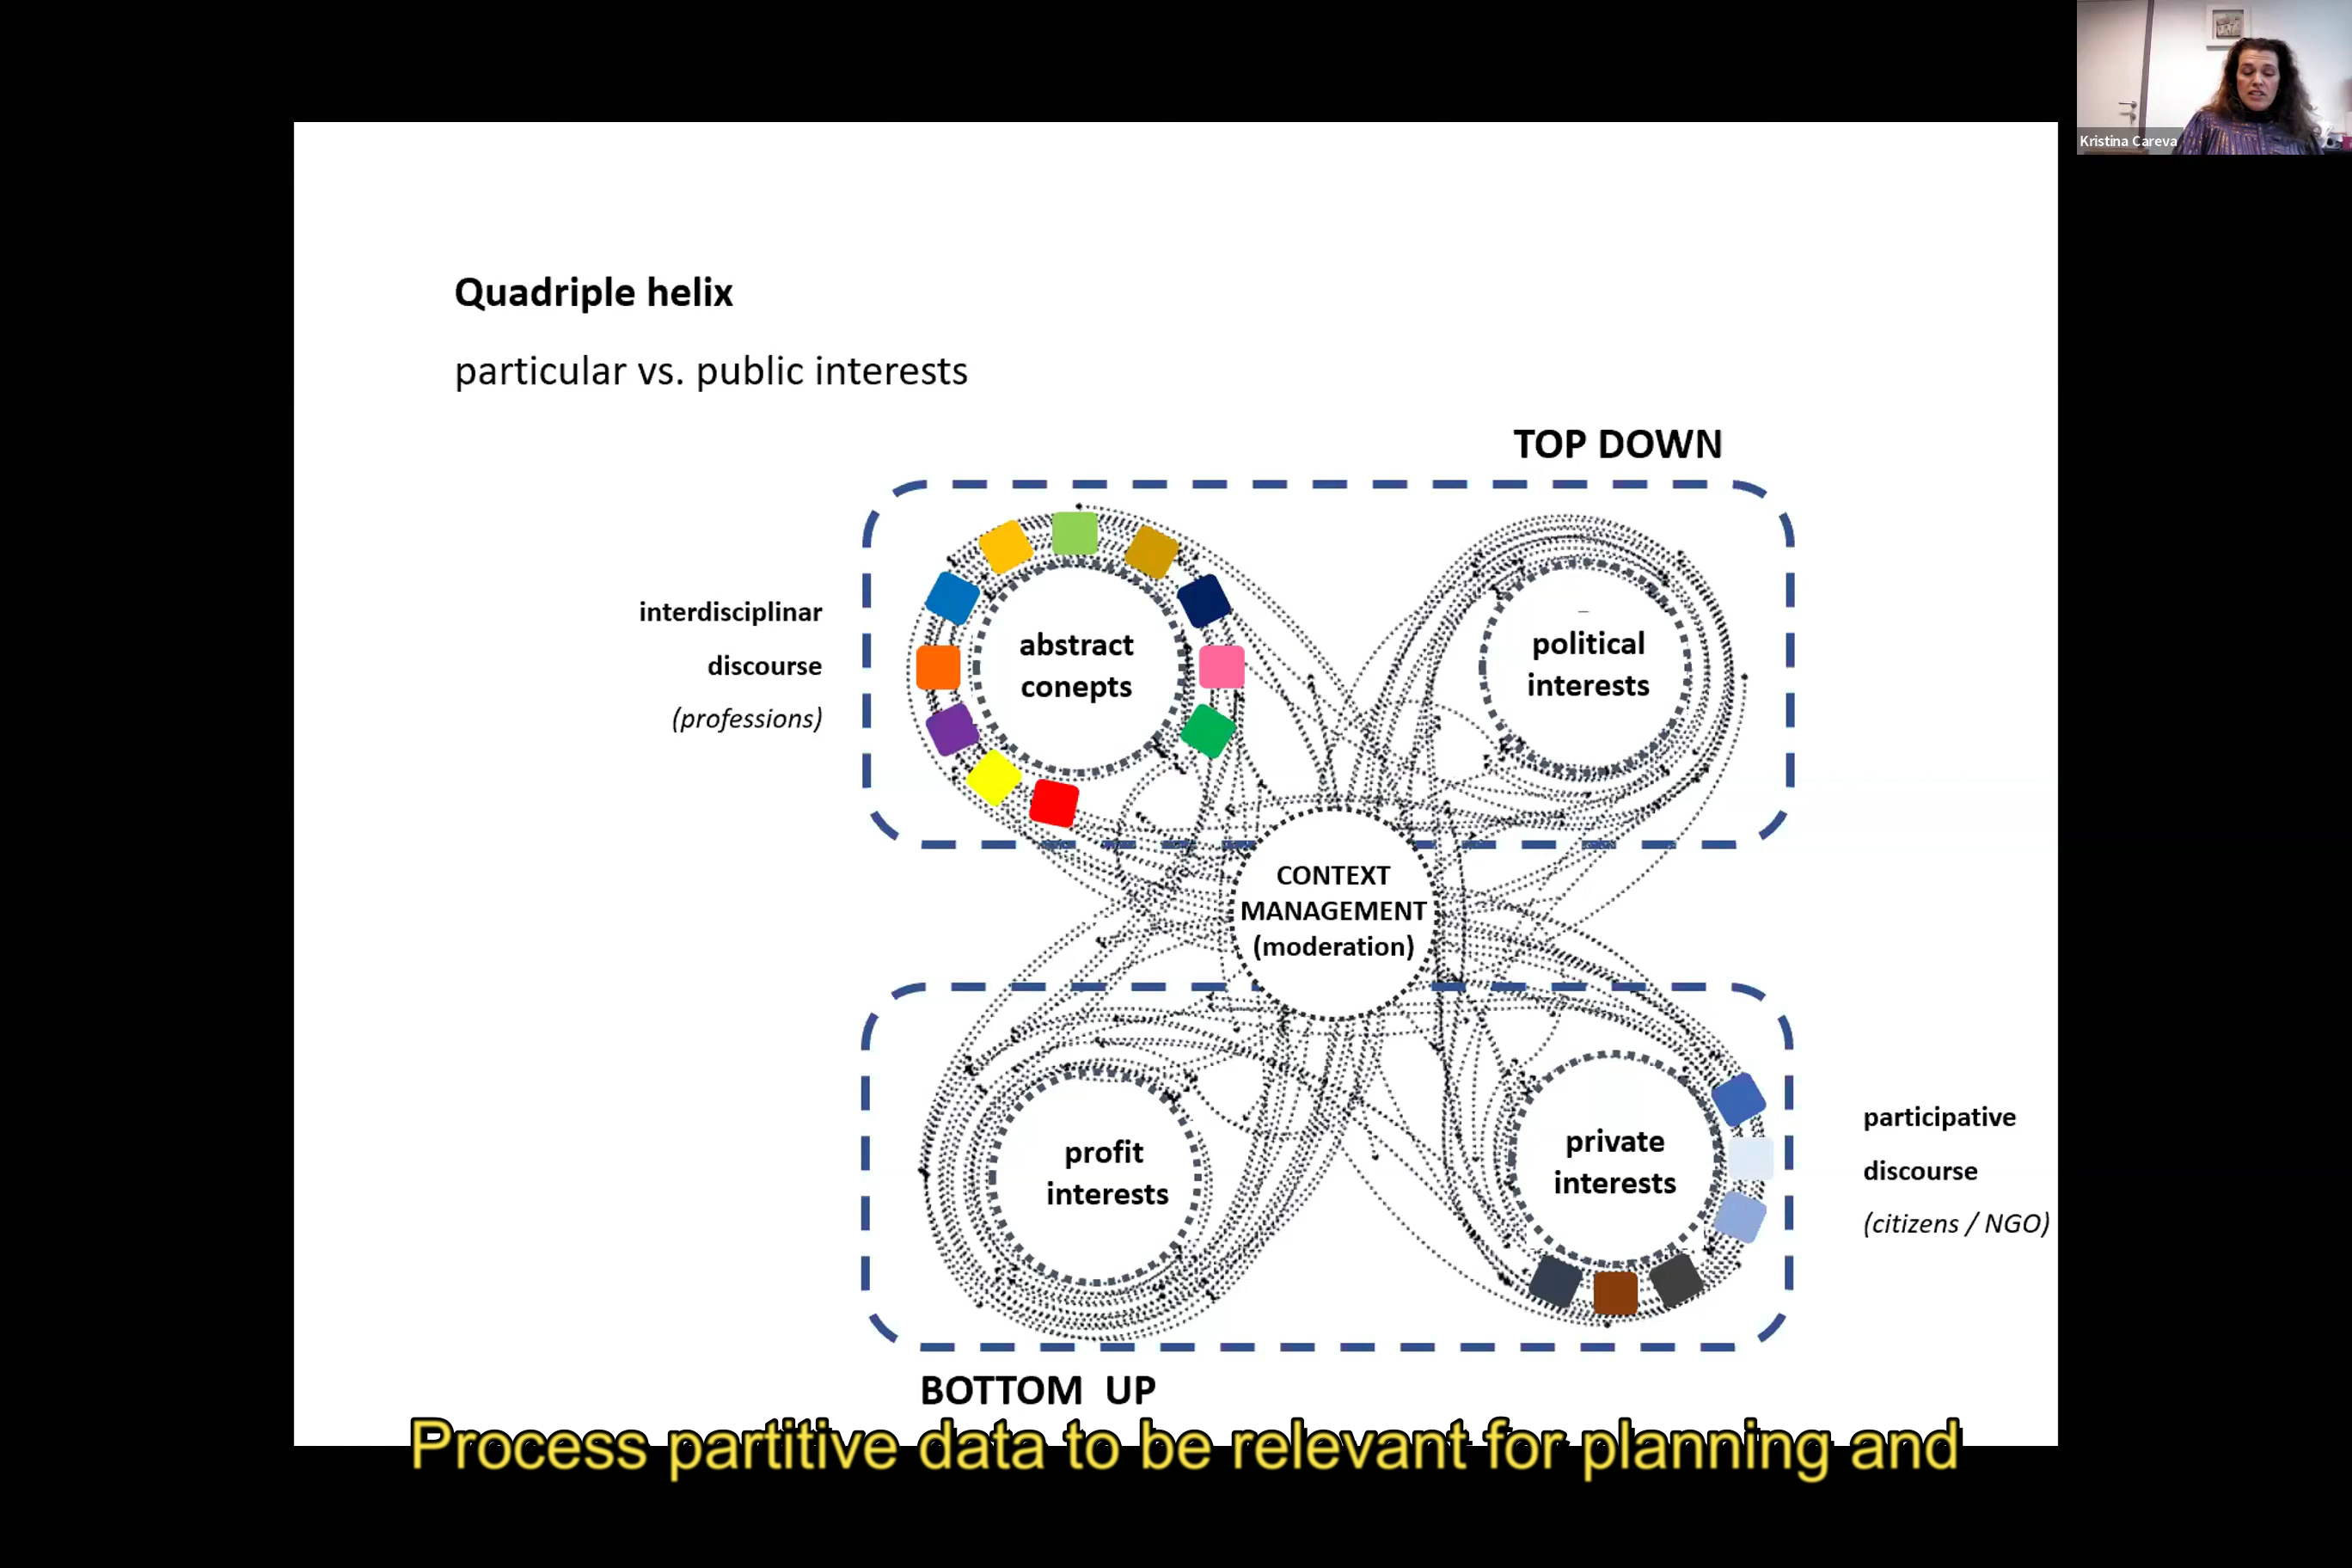 Kristina Careva
Quadriple helix
particular vs. public interests
TOP DOWN
interdisciplinar
discourse
(professions)
abstract
conepts
political
interests
CONTEXT
MANAGEMENT
(moderation)
profit
interests
private
interests
participative
discourse
(citizens / NGO)
BOTTOM UP
Process partitive data to be relevant for planning and